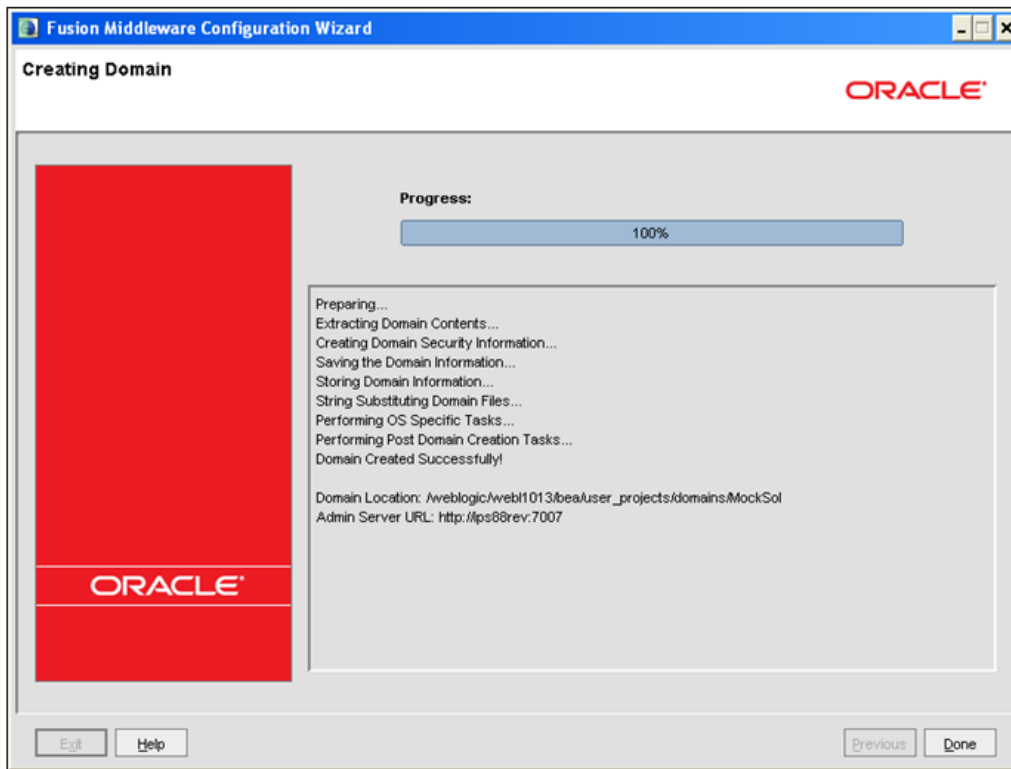 Fusion Middleware Configuration Wizard
Creating Domain
ORACLE
Progress:
100%
Preparing...
Extracting Domain Contents...
Creating Domain Security Information...
Saving the Domain Information...
Storing Domain Information...
String Substituting Domain Files...
Performing OS Specific Tasks...
Performing Post Domain Creation Tasks...
Domain Created Successfully!
Domain Location: /weblogic/webl1013/bea/user_projects/domains/MockSol
Admin Server URL: http://ips88rev:7007
ORACLE
Exit Help Previous Done